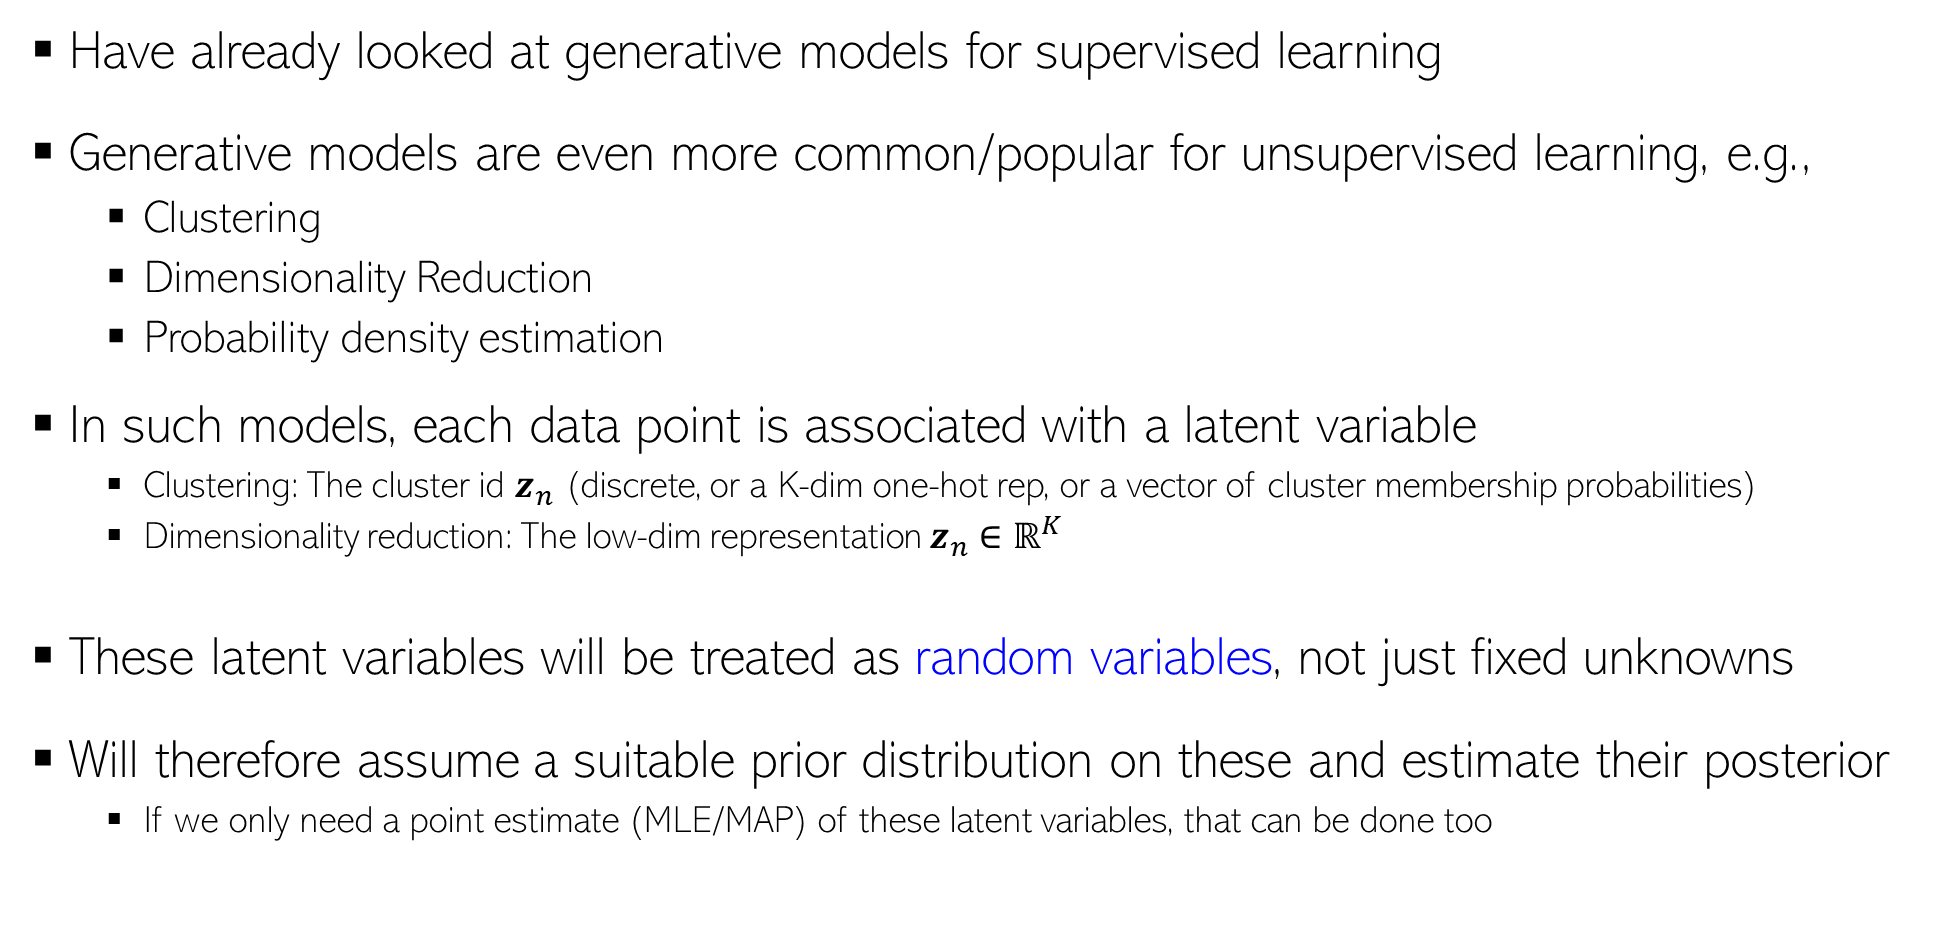 ▪ Have already looked at generative models for supervised learning
▪ Generative models are even more common/popular for unsupervised learning, e.g.,
▪ Clustering
▪ Dimensionality Reduction
▪ Probability density estimation
▪ In such models, each data point is associated with a latent variable
▪ Clustering: The cluster id 𝒛ₙ (discrete, or a K-dim one-hot rep, or a vector of cluster membership probabilities)
▪ Dimensionality reduction: The low-dim representation 𝒛ₙ ∈ ℝᴷ
▪ These latent variables will be treated as random variables, not just fixed unknowns
▪ Will therefore assume a suitable prior distribution on these and estimate their posterior
▪ If we only need a point estimate (MLE/MAP) of these latent variables, that can be done too